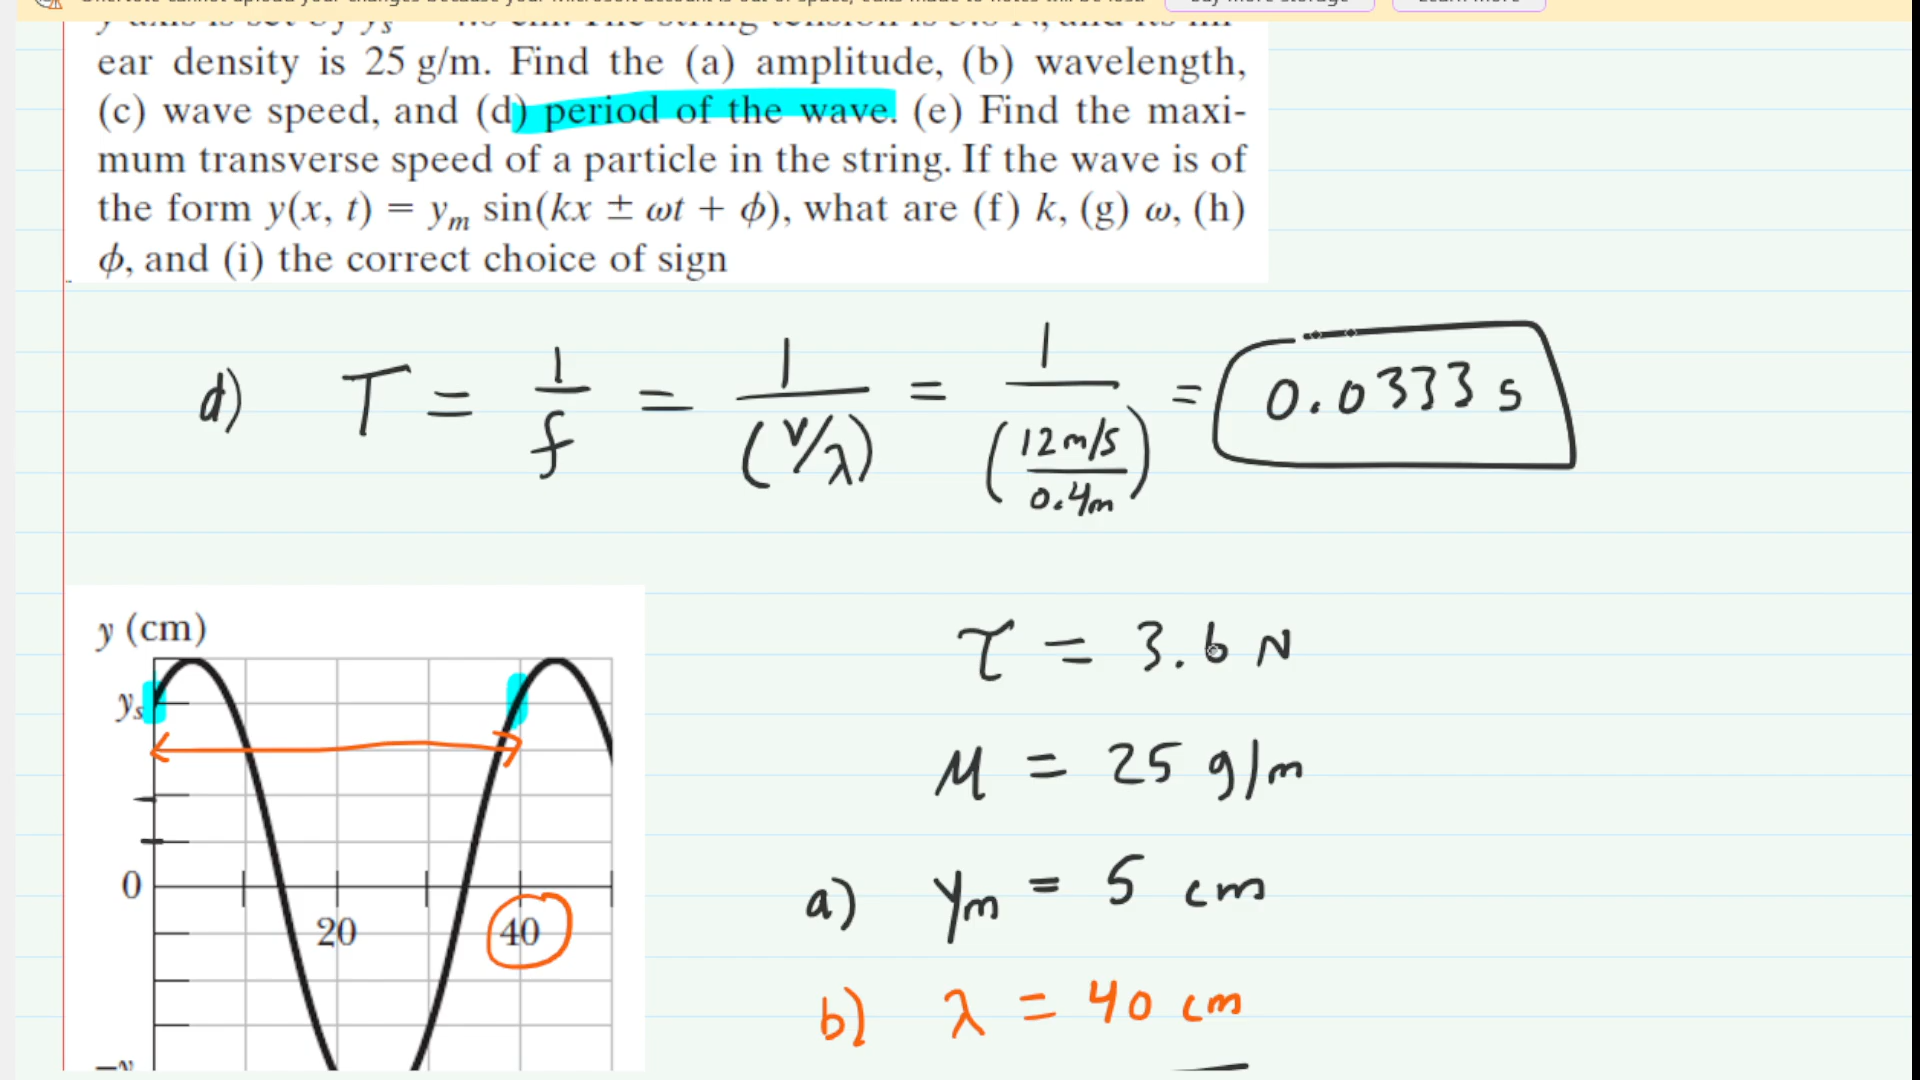 ear density is 25 g/m. Find the (a) amplitude, (b) wavelength,
(c) wave speed, and (d) period of the wave. (e) Find the maxi-
mum transverse speed of a particle in the string. If the wave is of
the form y(x, t) = yₘ sin(kx ± ωt + ϕ), what are (f) k, (g) ω, (h)
ϕ, and (i) the correct choice of sign
d) T = 1/f = 1/(v/λ) = 1/(12 m/s / 0.4 m) = 0.0333 s
y (cm)
yₛ
0
20
40
τ = 3.6 N
μ = 25 g/m
a) yₘ = 5 cm
b) λ = 40 cm